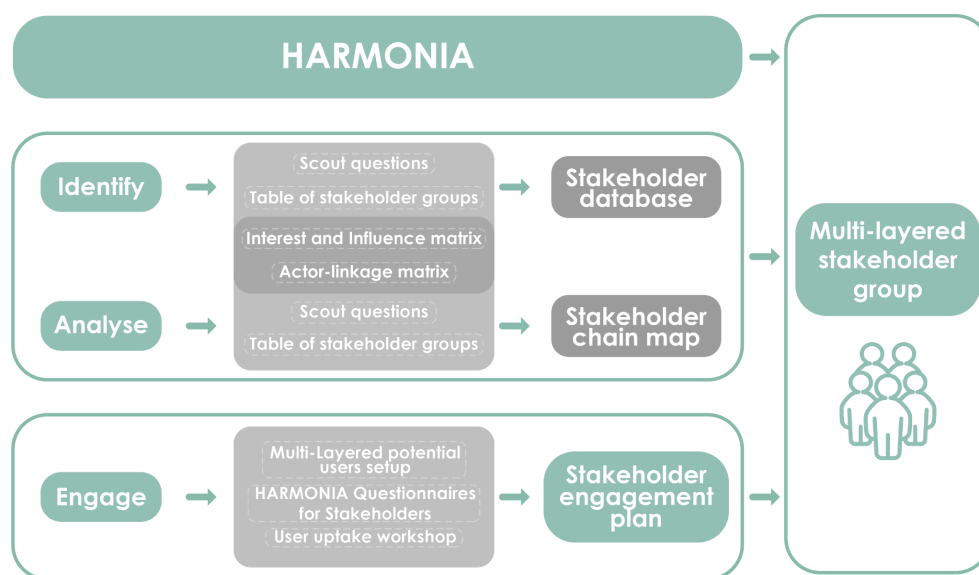 HARMONIA
Identify
Scout questions
Table of stakeholder groups
Interest and Influence matrix
Actor-linkage matrix
Stakeholder
database
Analyse
Scout questions
Table of stakeholder groups
Stakeholder
chain map
Engage
Multi-Layered potential
users setup
HARMONIA Questionnaires
for Stakeholders
User uptake workshop
Stakeholder
engagement
plan
Multi-layered
stakeholder
group